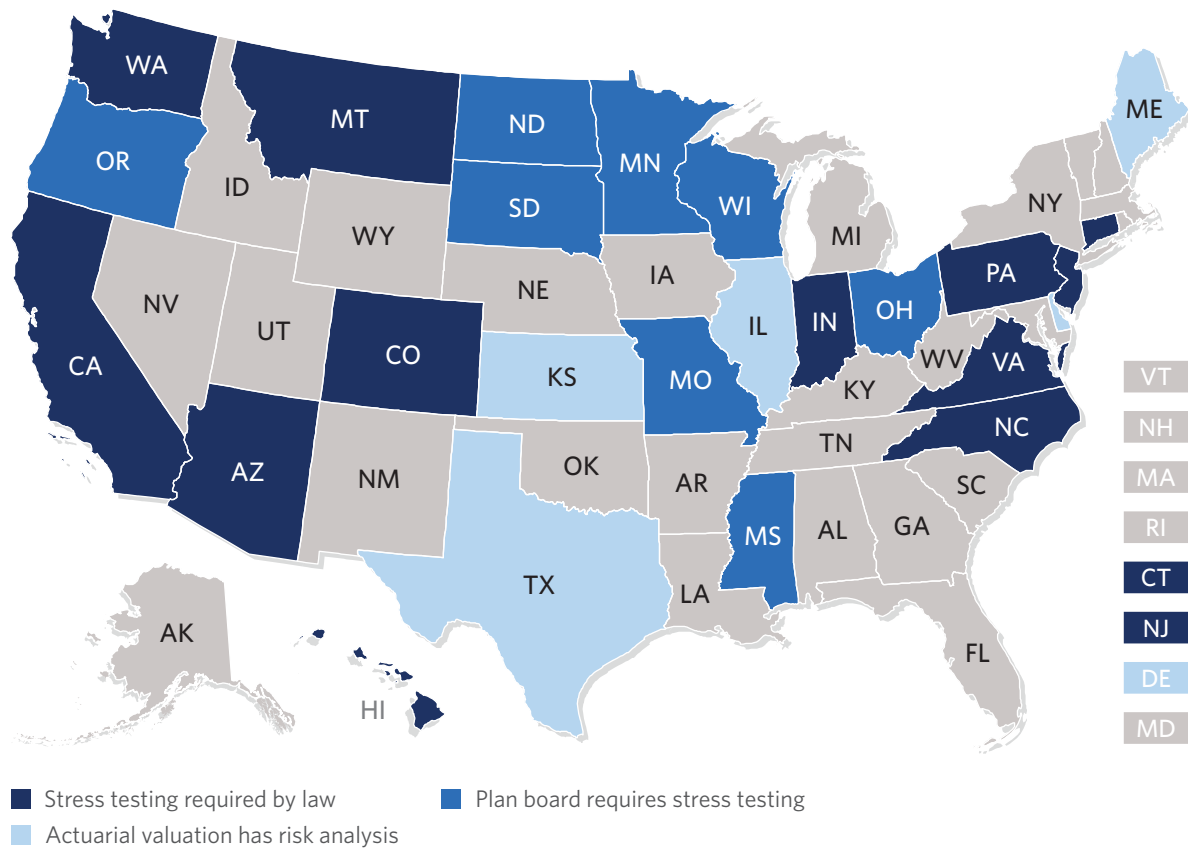 WA
MT
ND
MN
ME
OR
ID
SD
WI
NY
WY
MI
IA
PA
NV
NE
IL
IN
OH
UT
CO
WV
VA
CA
KS
MO
KY
VT
NC
NH
TN
AZ
NM
OK
AR
SC
MA
MS
AL
GA
RI
TX
LA
CT
AK
NJ
FL
DE
HI
MD
Stress testing required by law
Plan board requires stress testing
Actuarial valuation has risk analysis